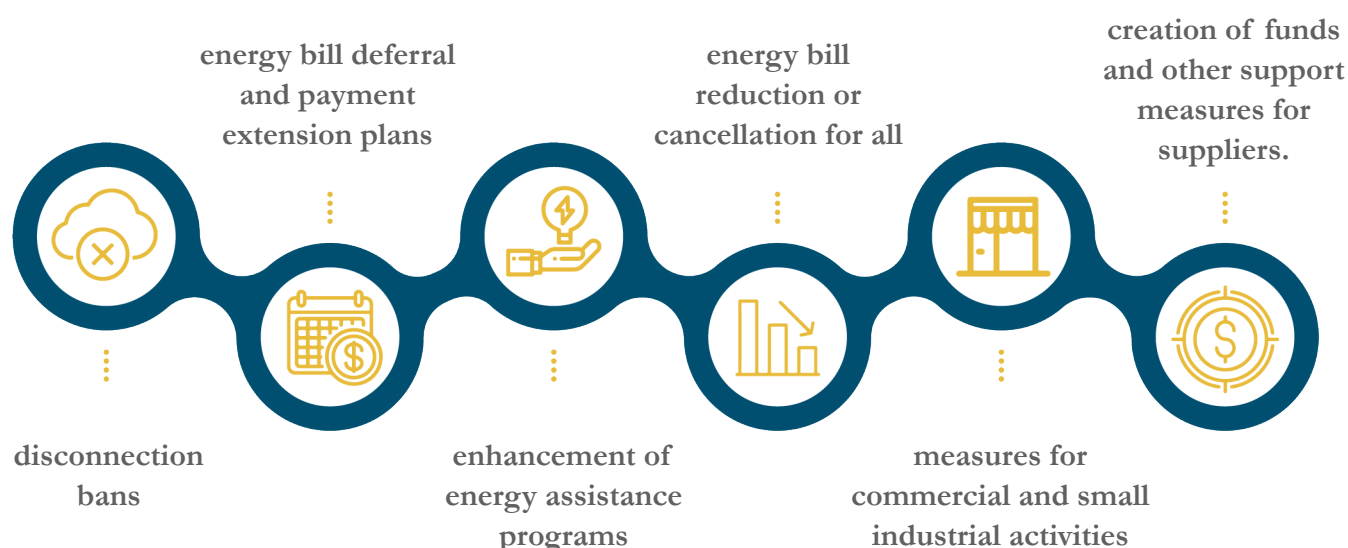 disconnection
bans
energy bill deferral
and payment
extension plans
enhancement of
energy assistance
programs
energy bill
reduction or
cancellation for all
measures for
commercial and small
industrial activities
creation of funds
and other support
measures for
suppliers.
$
$